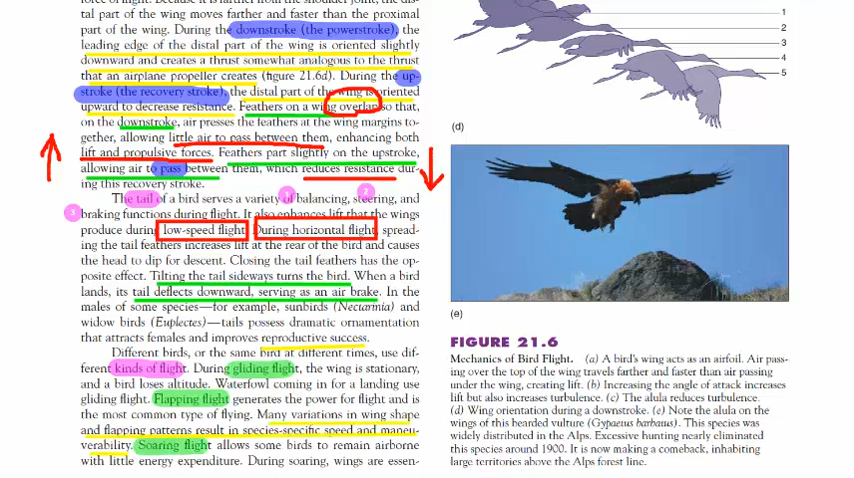 force of flight. Because it is farther from the shoulder joint, the dis-
tal part of the wing moves farther and faster than the proximal
part of the wing. During the downstroke (the powerstroke), the
leading edge of the distal part of the wing is oriented slightly
downward and creates a thrust somewhat analogous to the thrust
that an airplane propeller creates (figure 21.6d). During the up-
stroke (the recovery stroke), the distal part of the wing is oriented
upward to decrease resistance. Feathers on a wing overlap so that,
on the downstroke, air presses the feathers at the wing margins to-
gether, allowing little air to pass between them, enhancing both
lift and propulsive forces. Feathers part slightly on the upstroke,
allowing air to pass between them, which reduces resistance dur-
ing this recovery stroke.
The tail of a bird serves a variety of balancing, steering, and
1
2
3
braking functions during flight. It also enhances lift that the wings
produce during low-speed flight. During horizontal flight, spread-
ing the tail feathers increases lift at the rear of the bird and causes
the head to dip for descent. Closing the tail feathers has the op-
posite effect. Tilting the tail sideways turns the bird. When a bird
lands, its tail deflects downward, serving as an air brake. In the
males of some species—for example, sunbirds (Nectarinia) and
widow birds (Euplectes)—tails possess dramatic ornamentation
that attracts females and improves reproductive success.
Different birds, or the same bird at different times, use dif-
ferent kinds of flight. During gliding flight, the wing is stationary,
and a bird loses altitude. Waterfowl coming in for a landing use
gliding flight. Flapping flight generates the power for flight and is
the most common type of flying. Many variations in wing shape
and flapping patterns result in species-specific speed and maneu-
verability. Soaring flight allows some birds to remain airborne
with little energy expenditure. During soaring, wings are essen-
1
2
3
4
5
(d)
(e)
FIGURE 21.6
Mechanics of Bird Flight. (a) A bird's wing acts as an airfoil. Air pass-
ing over the top of the wing travels farther and faster than air passing
under the wing, creating lift. (b) Increasing the angle of attack increases
lift but also increases turbulence. (c) The alula reduces turbulence.
(d) Wing orientation during a downstroke. (e) Note the alula on the
wings of this bearded vulture (Gypaeus barbaus). This species was
widely distributed in the Alps. Excessive hunting nearly eliminated
this species around 1900. It is now making a comeback, inhabiting
large territories above the Alps forest line.